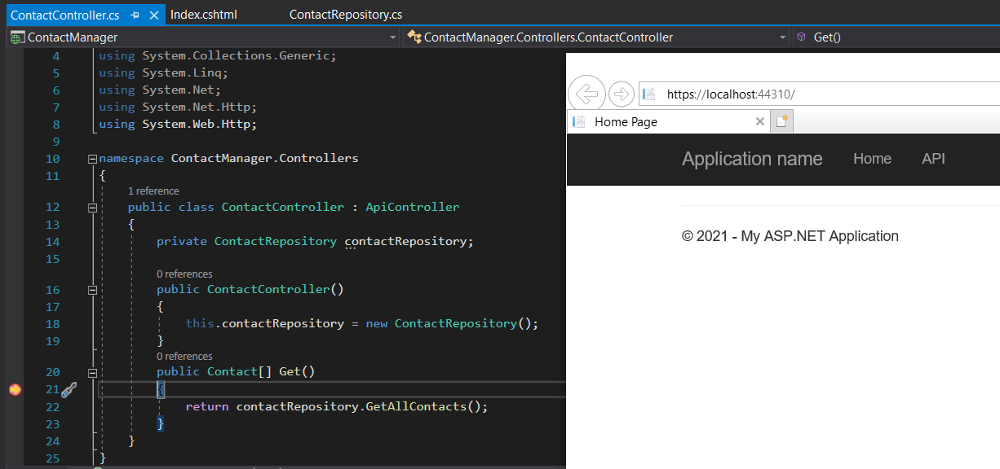 ContactController.cs Index.cshtml ContactRepository.cs
ContactManager ContactManager.Controllers.ContactController Get()
4 using System.Collections.Generic;
5 using System.Linq;
6 using System.Net;
7 using System.Net.Http;
8 using System.Web.Http;
9
10 namespace ContactManager.Controllers
11 {
1 reference
12 public class ContactController : ApiController
13 {
14 private ContactRepository contactRepository;
15
0 references
16 public ContactController()
17 {
18 this.contactRepository = new ContactRepository();
19 }
0 references
20 public Contact[] Get()
21 {
22 return contactRepository.GetAllContacts();
23 }
24 }
25 }
https://localhost:44310/
Home Page
Application name Home API
© 2021 - My ASP.NET Application